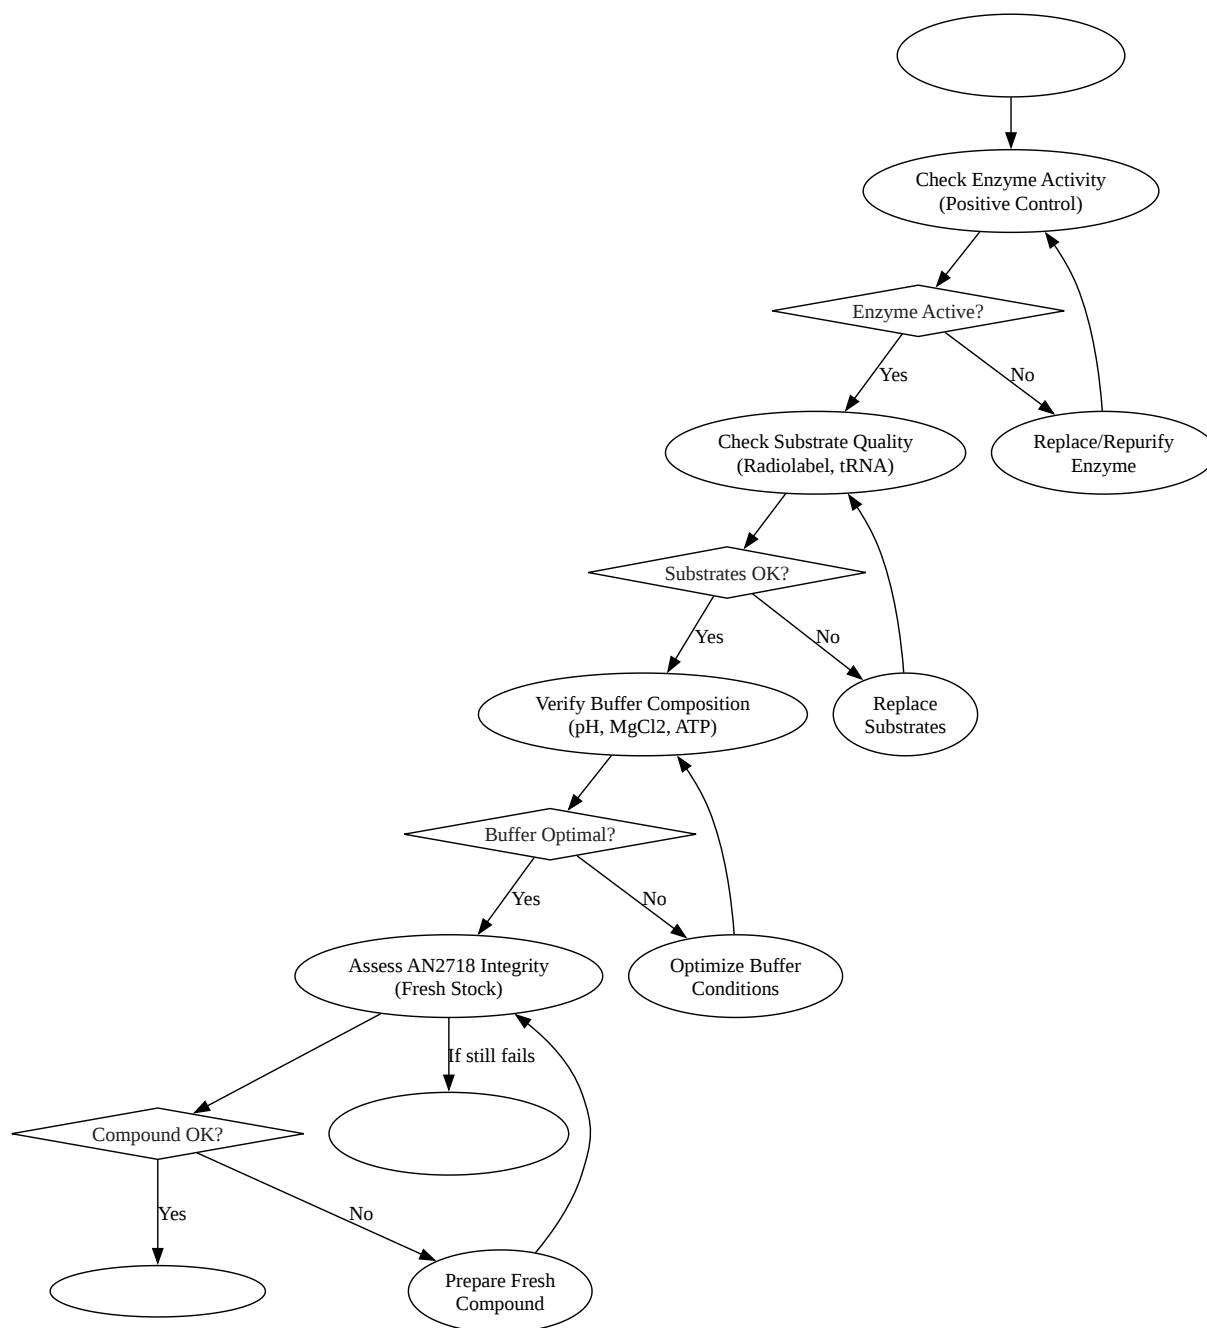 Check Enzyme Activity
(Positive Control)
Enzyme Active?
Yes
No
Check Substrate Quality
(Radiolabel, tRNA)
Replace/Repurify
Enzyme
Substrates OK?
Yes
No
Verify Buffer Composition
(pH, MgCl2, ATP)
Replace
Substrates
Buffer Optimal?
Yes
No
Assess AN2718 Integrity
(Fresh Stock)
Optimize Buffer
Conditions
If still fails
Compound OK?
Yes
No
Prepare Fresh
Compound